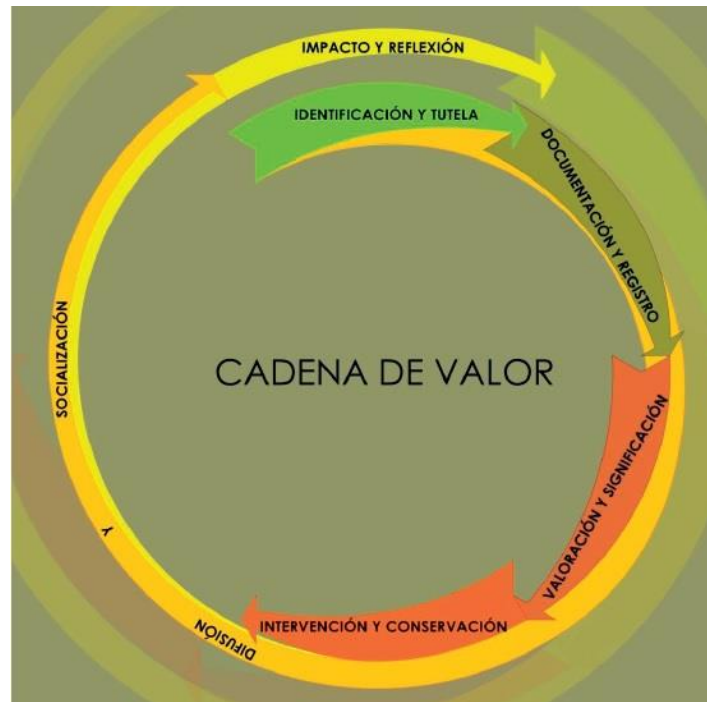 IMPACTO Y REFLEXIÓN
IDENTIFICACIÓN Y TUTELA
DOCUMENTACIÓN Y REGISTRO
CADENA DE VALOR
VALORACIÓN Y SIGNIFICACIÓN
INTERVENCIÓN Y CONSERVACIÓN
DIFUSIÓN
Y
SOCIALIZACIÓN